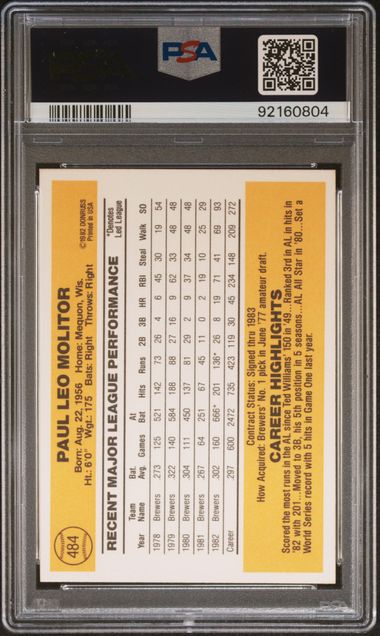 PSA
92160804
484
PAUL LEO MOLITOR
©1982 DONRUSS
Printed in USA
Born: Aug. 22, 1956 Home: Mequon, Wis.
Ht.: 6'0" Wgt.: 175 Bats: Right Throws: Right
RECENT MAJOR LEAGUE PERFORMANCE
*Denotes
Led League
Year Team Name Bat. Avg. Games At Bat Hits Runs 2B 3B HR RBI Steal Walk SO
1978 Brewers .273 125 521 142 73 26 4 6 45 30 19 54
1979 Brewers .322 140 584 188 88 27 16 9 62 33 48 48
1980 Brewers .304 111 450 137 81 29 2 9 37 34 48 48
1981 Brewers .267 64 251 67 45 11 0 2 19 10 25 29
1982 Brewers .302 160 666* 201 136* 26 8 19 71 41 69 93
Career .297 600 2472 735 423 119 30 45 234 148 209 272
Contract Status: Signed thru 1983
How Acquired: Brewers' No. 1 pick in June '77 amateur draft.
CAREER HIGHLIGHTS
Scored the most runs in the AL since Ted Williams' 150 in '49...Ranked 3rd in AL in hits in
'82 with 201...Moved to 3B, his 5th position in 5 seasons...AL All Star in '80...Set a
World Series record with 5 hits in Game One last year.